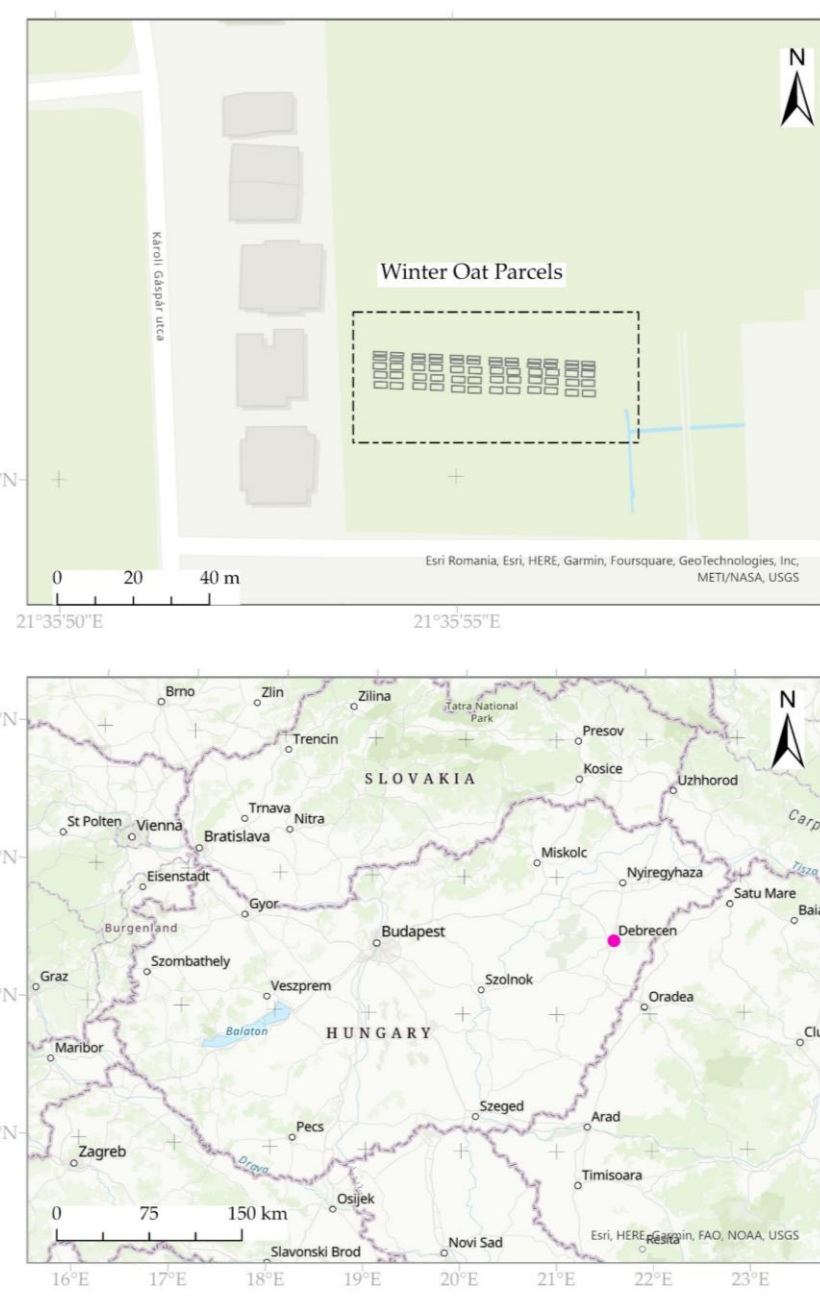 N
Károli Gáspár utca
Winter Oat Parcels
N
Esri Romania, Esri, HERE, Garmin, Foursquare, GeoTechnologies, Inc,
METI/NASA, USGS
0 20 40 m
21°35'50"E 21°35'55"E
N
Brno Zlin Zilina
Tatra National
Park
N
Trencin Presov
SLOVAKIA Kosice Uzhhorod
Trnava Nitra
St Polten Vienna Bratislava
Carp
Miskolc
N
Tisza
Eisenstadt Nyiregyhaza
Satu Mare
Gyor
Baia
Burgenland Budapest Debrecen
Szombathely
Graz Veszprem Szolnok
N
Oradea
Balaton HUNGARY
Clu
Maribor
Szeged
Arad
Pecs
N
Zagreb
Drava
Timisoara
Osijek
0 75 150 km
Esri, HERE, Garmin, FAO, NOAA, USGS
Resita
Novi Sad
Slavonski Brod
16°E 17°E 18°E 19°E 20°E 21°E 22°E 23°E